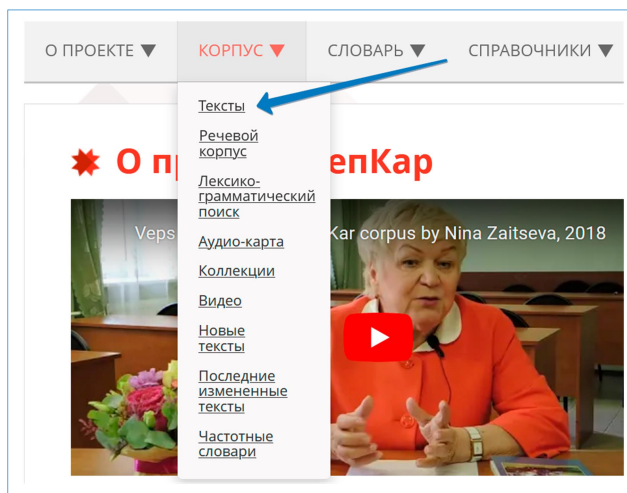 О ПРОЕКТЕ ▼ КОРПУС ▼ СЛОВАРЬ ▼ СПРАВОЧНИКИ ▼
Тексты
Речевой
корпус
О п епКар
Лексико-
грамматический
поиск
Veps Kar corpus by Nina Zaitseva, 2018
Аудио-карта
Коллекции
Видео
Новые
тексты
Последние
измененные
тексты
Частотные
словари